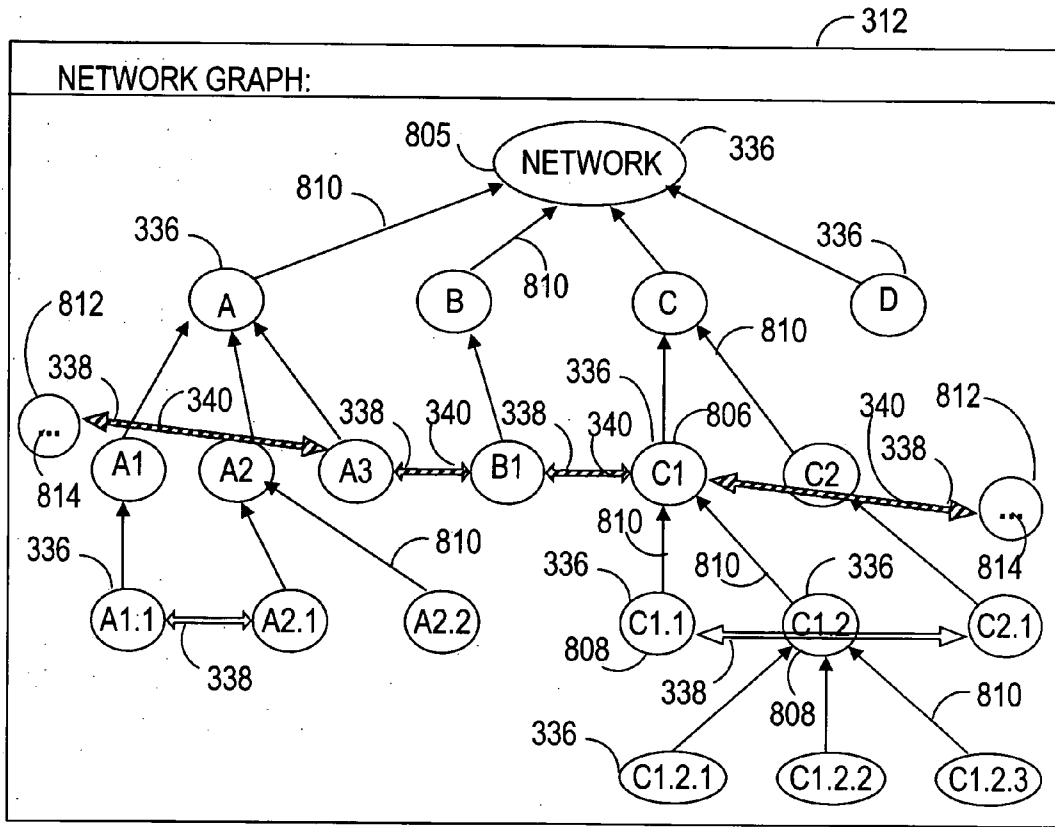 312
NETWORK GRAPH:
805 NETWORK 336
810
336 810 336
A B C D
812 810
338 340 338 340 338 336 340 806 812
340 338
... A1 A2 A3 B1 C1 C2 ...
814 810 814
336 810 810 336
336
A1.1 A2.1 A2.2 C1.1 C1.2 C2.1
338 808 338 808
810
336 C1.2.1 C1.2.2 C1.2.3